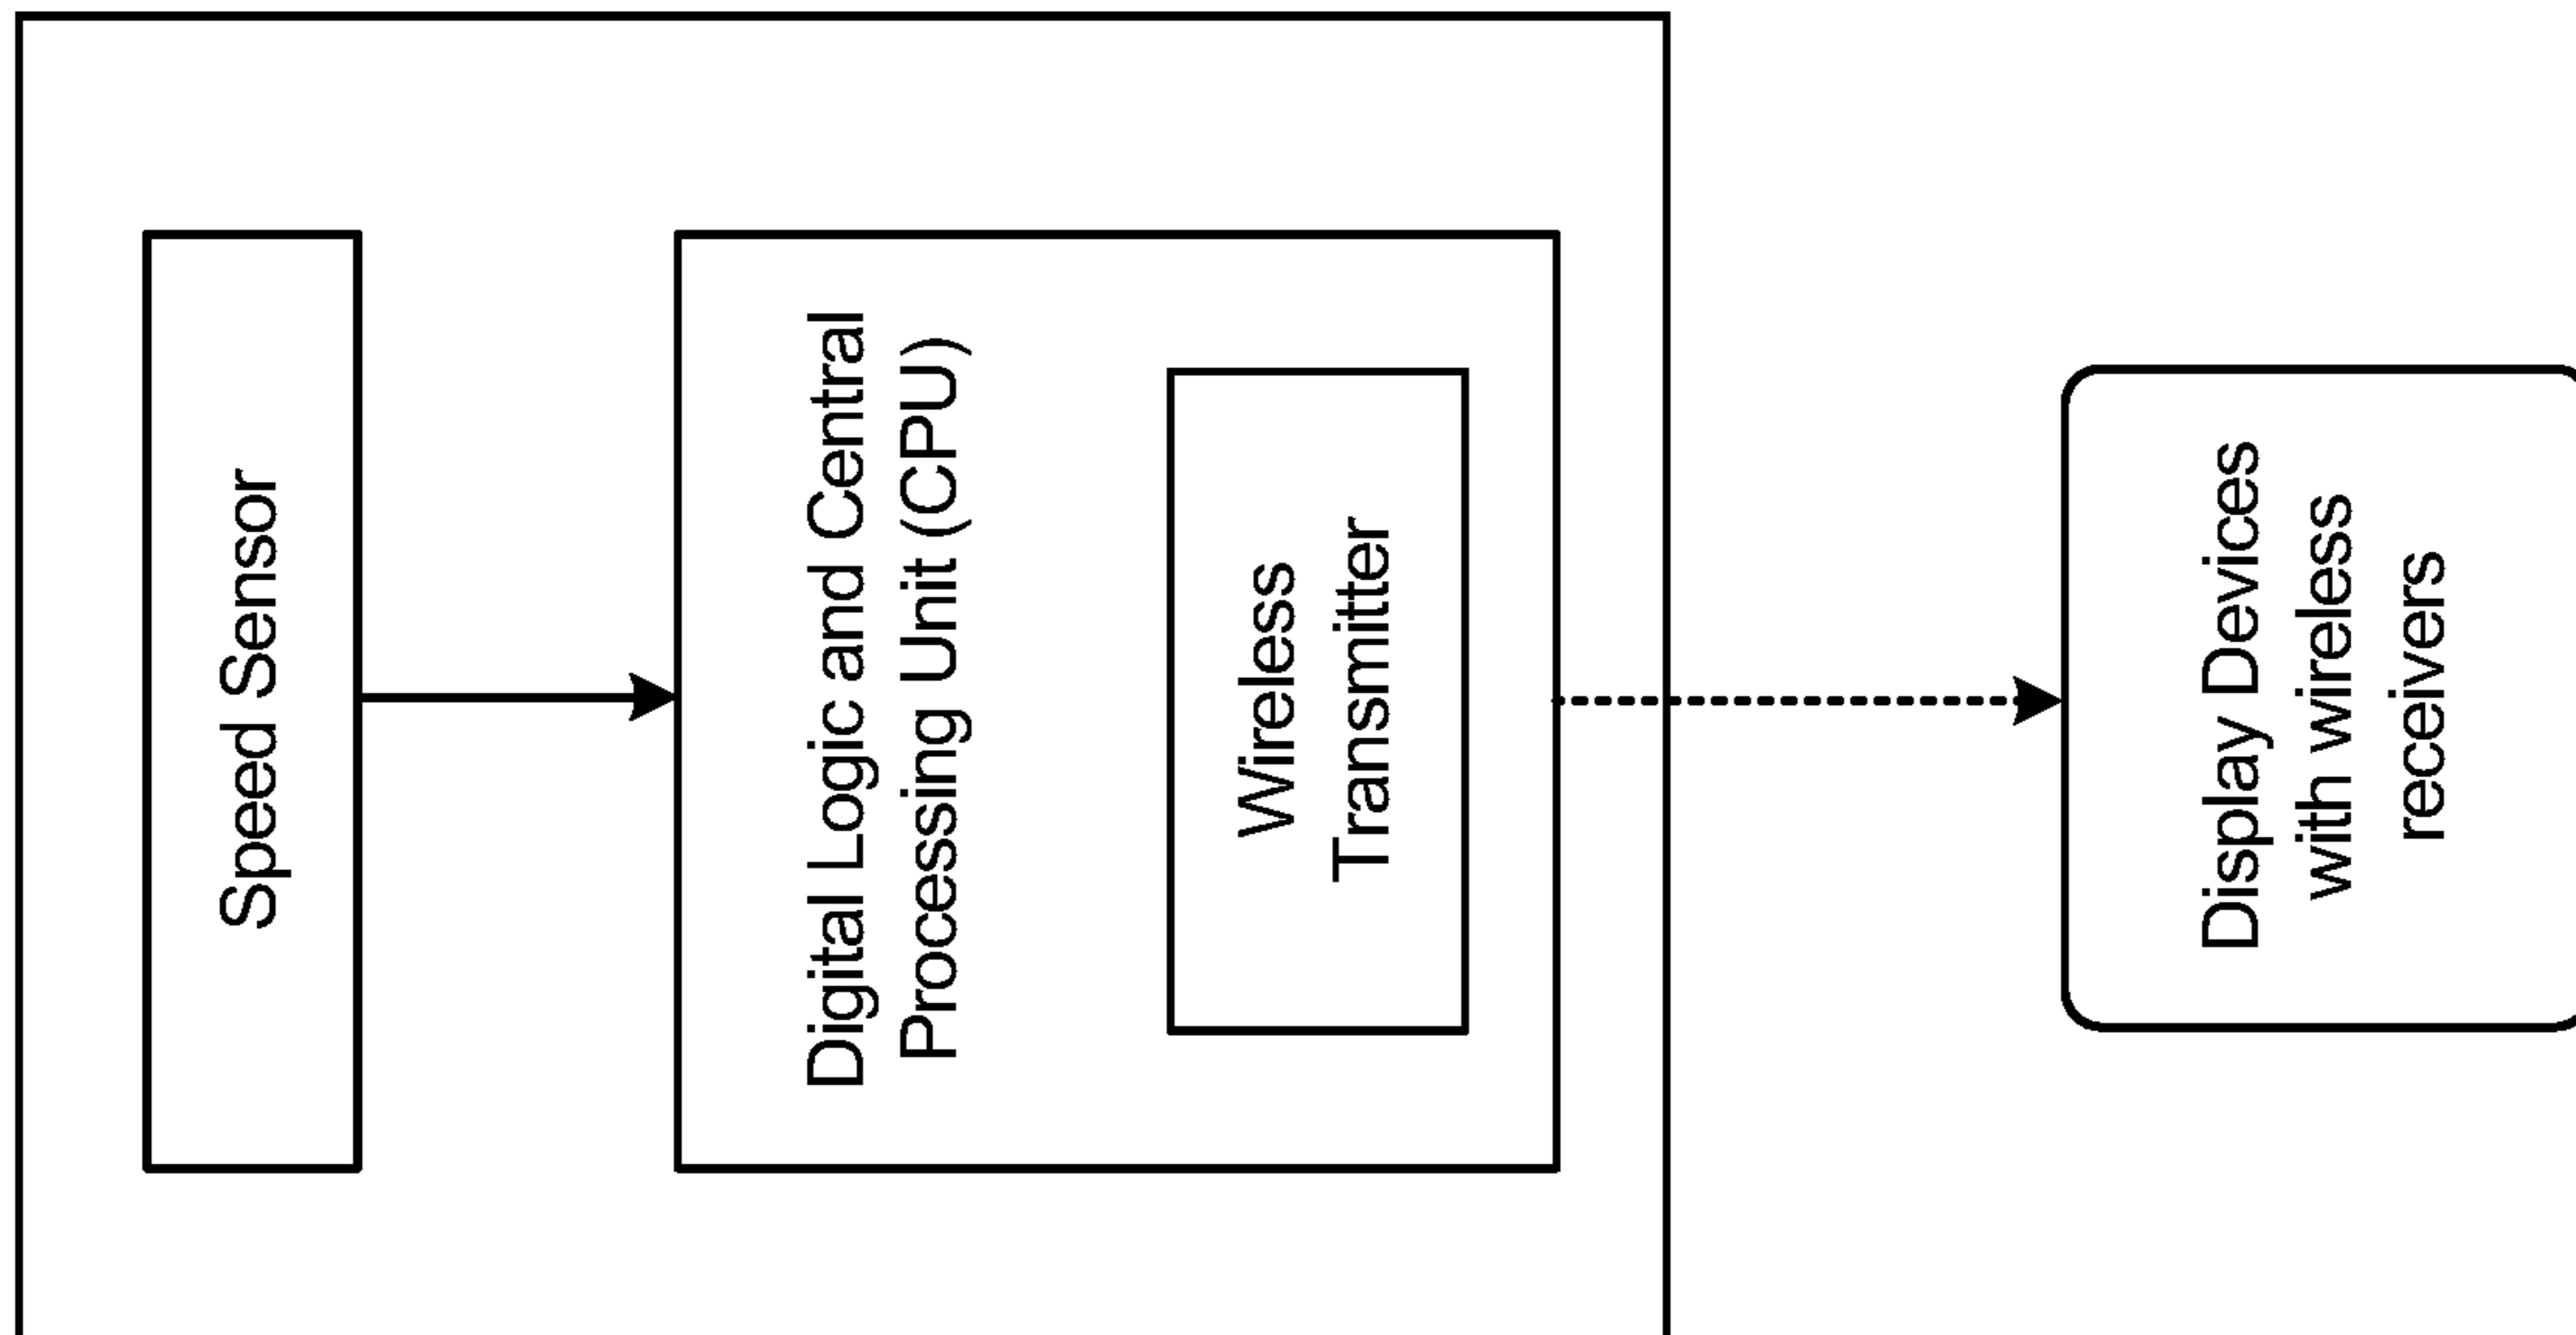 Speed Sensor
Digital Logic and Central
Processing Unit (CPU)
Wireless
Transmitter
Display Devices
with wireless
receivers